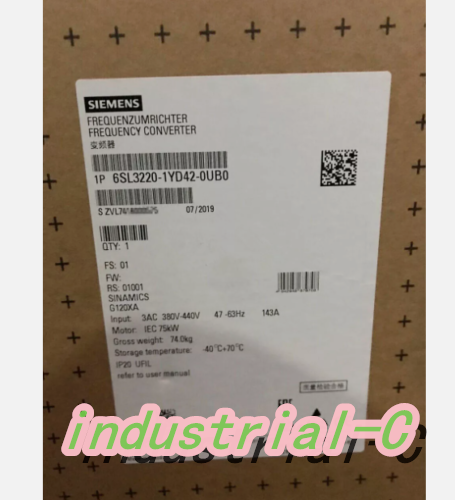 SIEMENS
FREQUENZUMRICHTER
FREQUENCY CONVERTER
变频器
1P 6SL3220-1YD42-0UB0
07/2019
QTY: 1
FS: 01
FW:
RS: 01001
SINAMICS
G120XA
Input: 3AC 380V-440V 47 -63Hz 143A
Motor: IEC 75kW
Gross weight: 74.0kg
Storage temperature: -40°C+70°C
IP20 UFIL
refer to user manual
industrial-C
Industrial-C